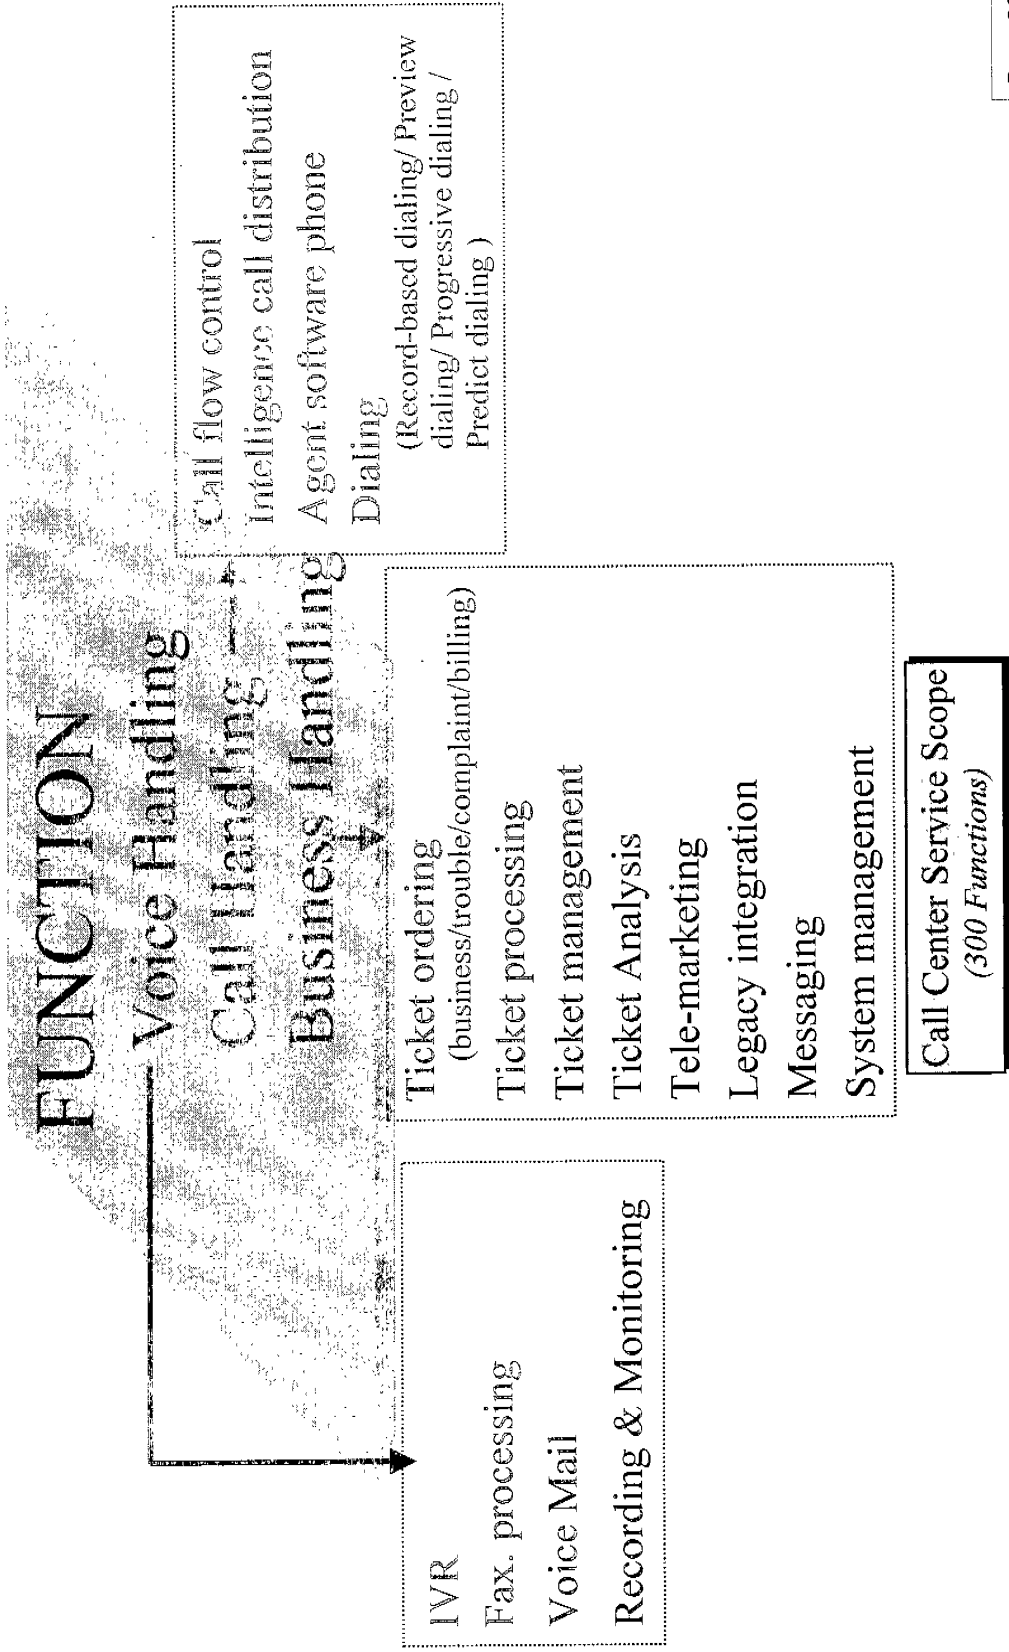 FUNCTION
Voice Handling
Call Handling
Business Handling
IVR
Fax. processing
Voice Mail
Recording & Monitoring
Ticket ordering
(business/trouble/complaint/billing)
Ticket processing
Ticket management
Ticket Analysis
Tele-marketing
Legacy integration
Messaging
System management
Call flow control
Intelligence call distribution
Agent software phone
Dialing
(Record-based dialing/ Preview
dialing/ Progressive dialing /
Predict dialing )
Call Center Service Scope
(300 Functions)